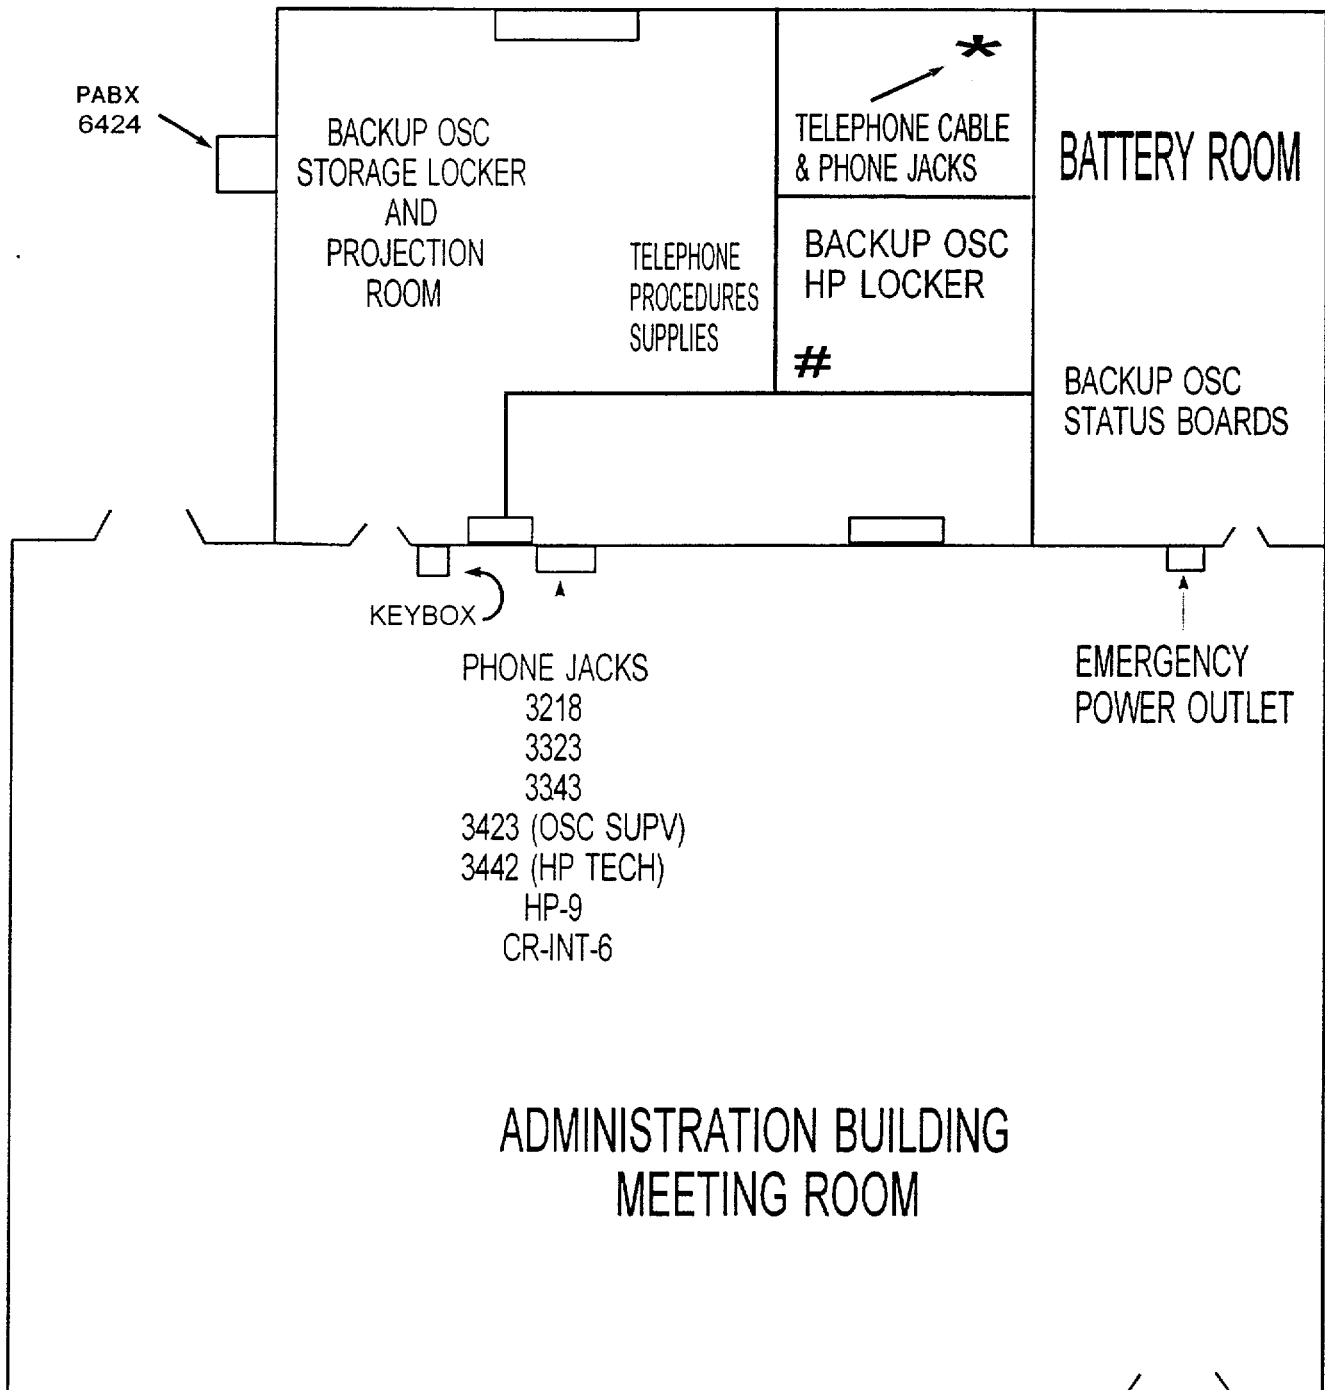 PABX
6424
BACKUP OSC
STORAGE LOCKER
AND
PROJECTION
ROOM
TELEPHONE
PROCEDURES
SUPPLIES
*
TELEPHONE CABLE
& PHONE JACKS
BACKUP OSC
HP LOCKER
#
BATTERY ROOM
BACKUP OSC
STATUS BOARDS
KEYBOX
PHONE JACKS
3218
3323
3343
3423 (OSC SUPV)
3442 (HP TECH)
HP-9
CR-INT-6
EMERGENCY
POWER OUTLET
ADMINISTRATION BUILDING
MEETING ROOM